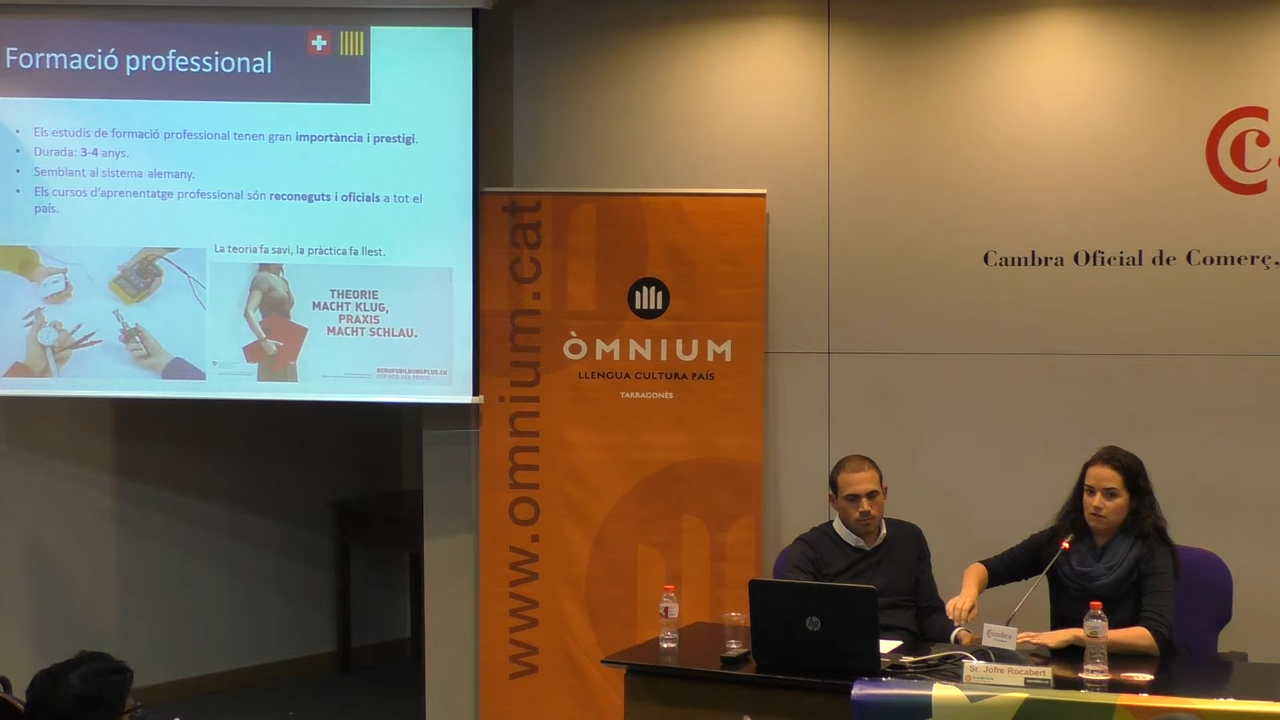 Formació professional
• Els estudis de formació professional tenen gran importància i prestigi.
• Durada: 3-4 anys.
• Semblant al sistema alemany.
• Els cursos d'aprenentatge professional són reconeguts i oficials a tot el
país.
La teoria fa savi, la pràctica fa llest.
THEORIE
MACHT KLUG,
PRAXIS
MACHT SCHLAU.
BERUFSBILDUNGPLUS.CH
www.omnium.cat
ÒMNIUM
LLENGUA CULTURA PAÍS
TARRAGONÈS
Cambra Oficial de Comerç,
hp
Cambra
Sr. Jofre Rocabert
ÒMNIUM